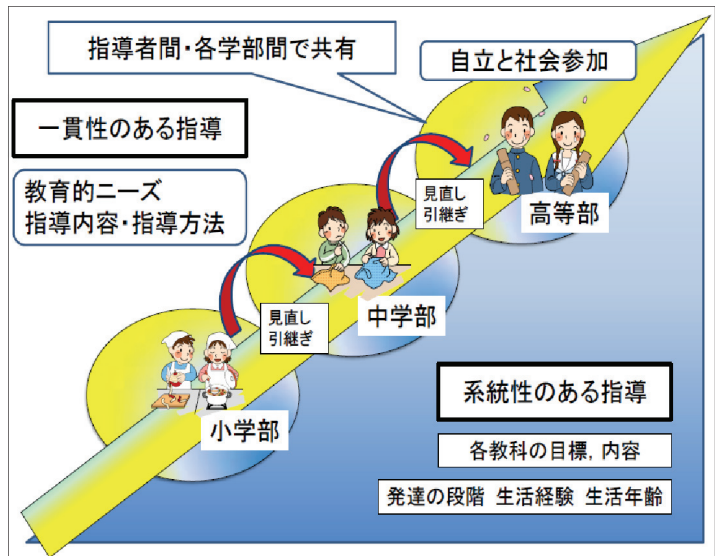 指導者間・各学部間で共有
自立と社会参加
一貫性のある指導
教育的ニーズ
指導内容・指導方法
見直し
引継ぎ
高等部
見直し
引継ぎ
中学部
小学部
系統性のある指導
各教科の目標,内容
発達の段階 生活経験 生活年齢